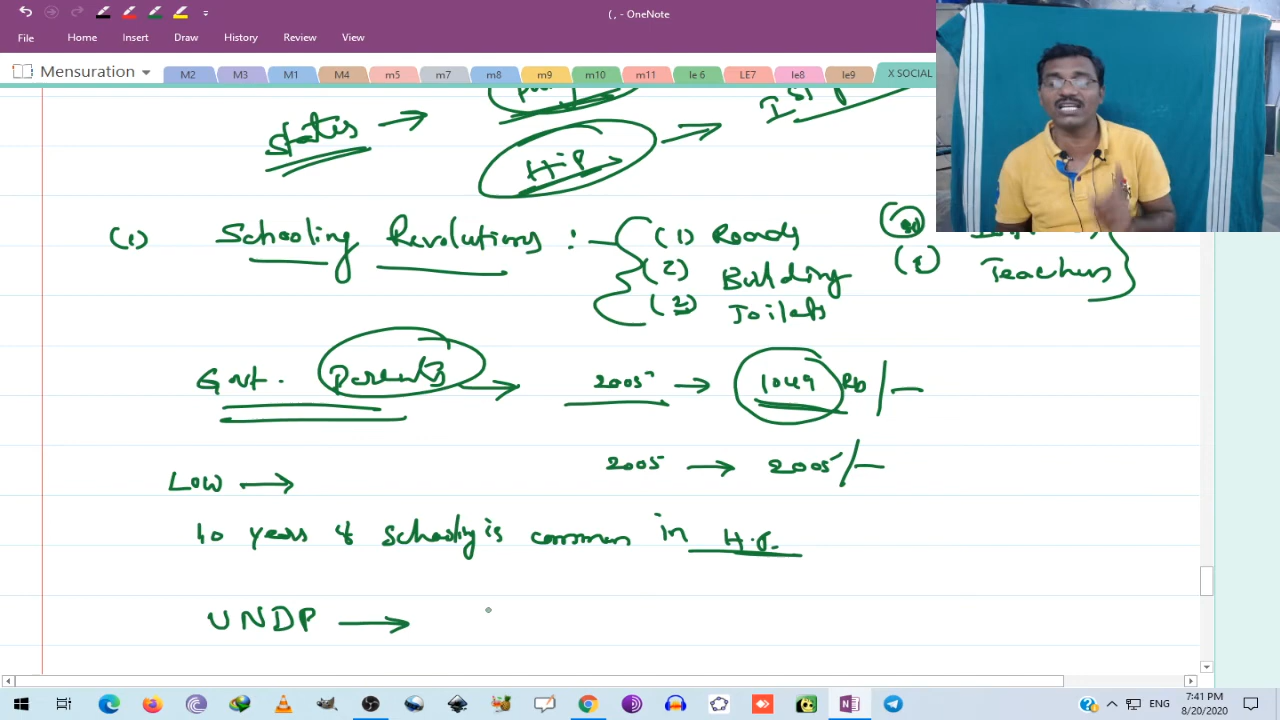 ( , - OneNote
File Home Insert Draw History Review View
Mensuration M2 M3 M1 M4 m5 m7 m8 m9 m10 m11 le 6 LE7 le8 le9 X SOCIAL
States →
H.P →
(1) Schooling Revolutions : (1) Roads
(2) Building Teachers
Toilets
Govt. Parents → 2005 → 1049 Rs /-
2005 → 2005/-
Low →
10 years of schooling is common in H.P.
UNDP →
ENG
7:41 PM
8/20/2020